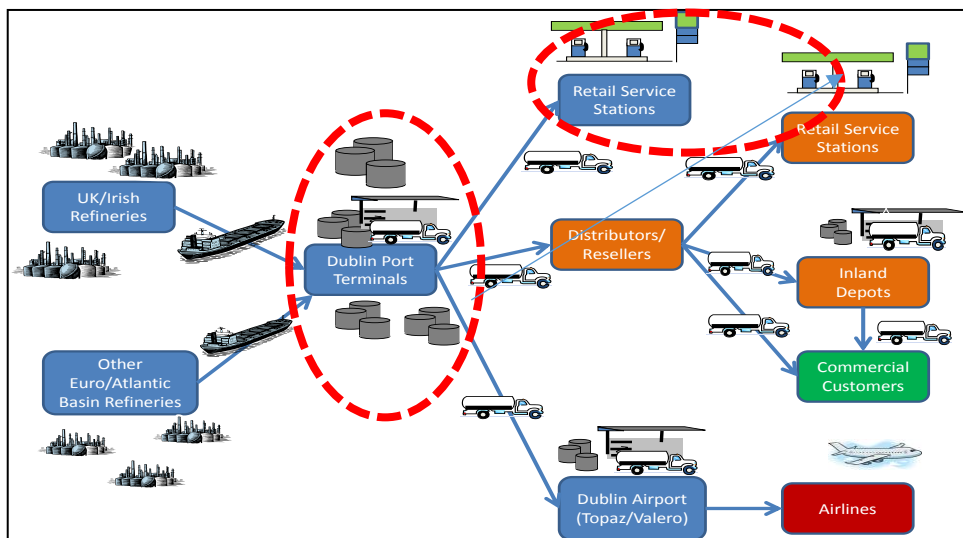 Retail Service
Stations
Retail Service
Stations
UK/Irish
Refineries
Dublin Port
Terminals
Distributors/
Resellers
Inland
Depots
Other
Euro/Atlantic
Basin Refineries
Commercial
Customers
Dublin Airport
(Topaz/Valero)
Airlines